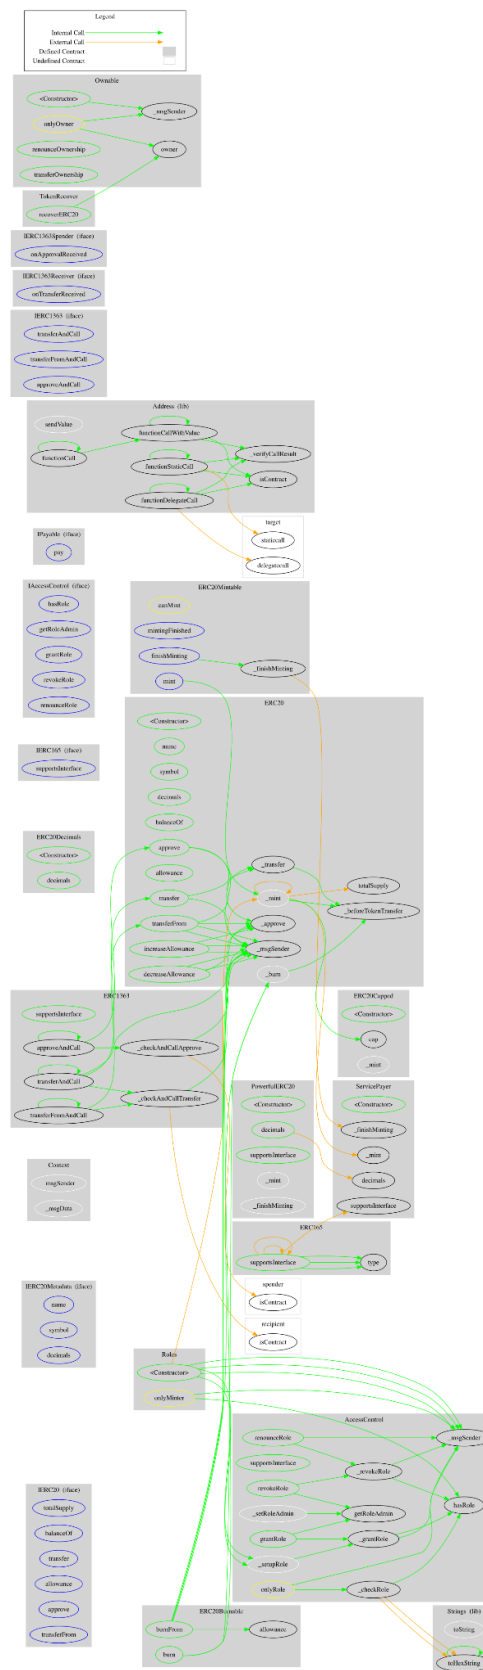 Legend
Internal Call
External Call
Defined Contract
Undefined Contract
Ownable
<Constructor>
_msgSender
onlyOwner
renounceOwnership
owner
transferOwnership
TokenRecover
recoverERC20
IERC1363Spender (iface)
onApprovalReceived
IERC1363Receiver (iface)
onTransferReceived
IERC1363 (iface)
transferAndCall
transferFromAndCall
approveAndCall
Address (lib)
sendValue
functionCallWithValue
functionCall
_verifyCallResult
functionStaticCall
isContract
functionDelegateCall
target
staticcall
delegatecall
IPayable (iface)
pay
IAccessControl (iface)
hasRole
getRoleAdmin
grantRole
revokeRole
renounceRole
ERC20Mintable
canMint
mintingFinished
finishMinting
_finishMinting
mint
ERC20
<Constructor>
name
symbol
decimals
balanceOf
approve
allowance
transfer
transferFrom
increaseAllowance
decreaseAllowance
_transfer
_mint
totalSupply
_beforeTokenTransfer
_approve
_msgSender
_burn
IERC165 (iface)
supportsInterface
ERC20Decimals
<Constructor>
decimals
ERC1363
supportsInterface
approveAndCall
transferAndCall
transferFromAndCall
_checkAndCallApprove
_checkAndCallTransfer
ERC20Capped
<Constructor>
cap
_mint
PowerfulERC20
<Constructor>
decimals
supportsInterface
_mint
_finishMinting
ServicePayer
_finishMinting
_mint
decimals
supportsInterface
Context
_msgSender
_msgData
ERC165
supportsInterface
type
spender
isContract
recipient
isContract
IERC20Metadata (iface)
name
symbol
decimals
Roles
<Constructor>
onlyMinter
AccessControl
renounceRole
supportsInterface
revokeRole
_setRoleAdmin
grantRole
_setupRole
onlyRole
_msgSender
_revokeRole
getRoleAdmin
hasRole
_grantRole
_checkRole
IERC20 (iface)
totalSupply
balanceOf
transfer
allowance
approve
transferFrom
ERC20Burnable
burnFrom
allowance
burn
Strings (lib)
toString
toHexString